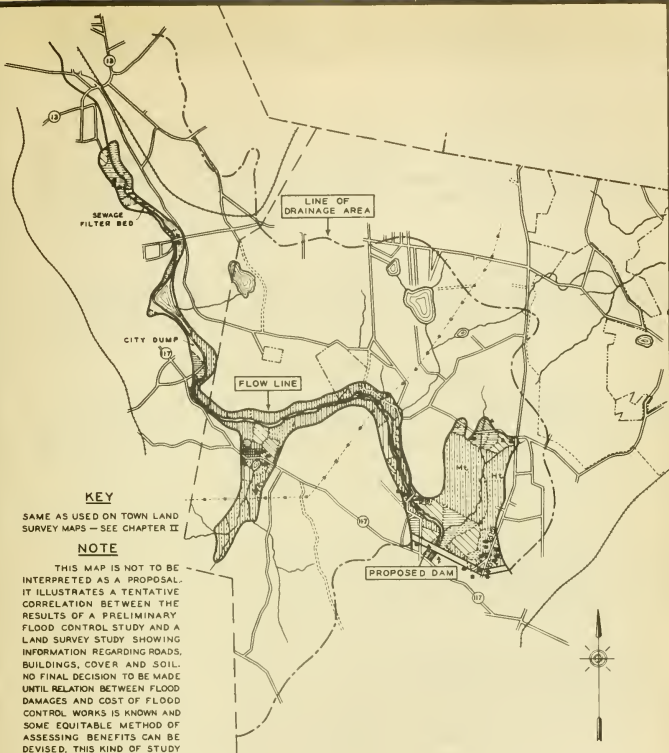 13
13
SEWAGE
FILTER BED
LINE OF
DRAINAGE AREA
CITY DUMP
117
FLOW LINE
117
PROPOSED DAM
117
KEY
SAME AS USED ON TOWN LAND
SURVEY MAPS — SEE CHAPTER II
NOTE
THIS MAP IS NOT TO BE
INTERPRETED AS A PROPOSAL.
IT ILLUSTRATES A TENTATIVE
CORRELATION BETWEEN THE
RESULTS OF A PRELIMINARY
FLOOD CONTROL STUDY AND A
LAND SURVEY STUDY SHOWING
INFORMATION REGARDING ROADS,
BUILDINGS, COVER AND SOIL.
NO FINAL DECISION TO BE MADE
UNTIL RELATION BETWEEN FLOOD
DAMAGES AND COST OF FLOOD
CONTROL WORKS IS KNOWN AND
SOME EQUITABLE METHOD OF
ASSESSING BENEFITS CAN BE
DEVISED. THIS KIND OF STUDY